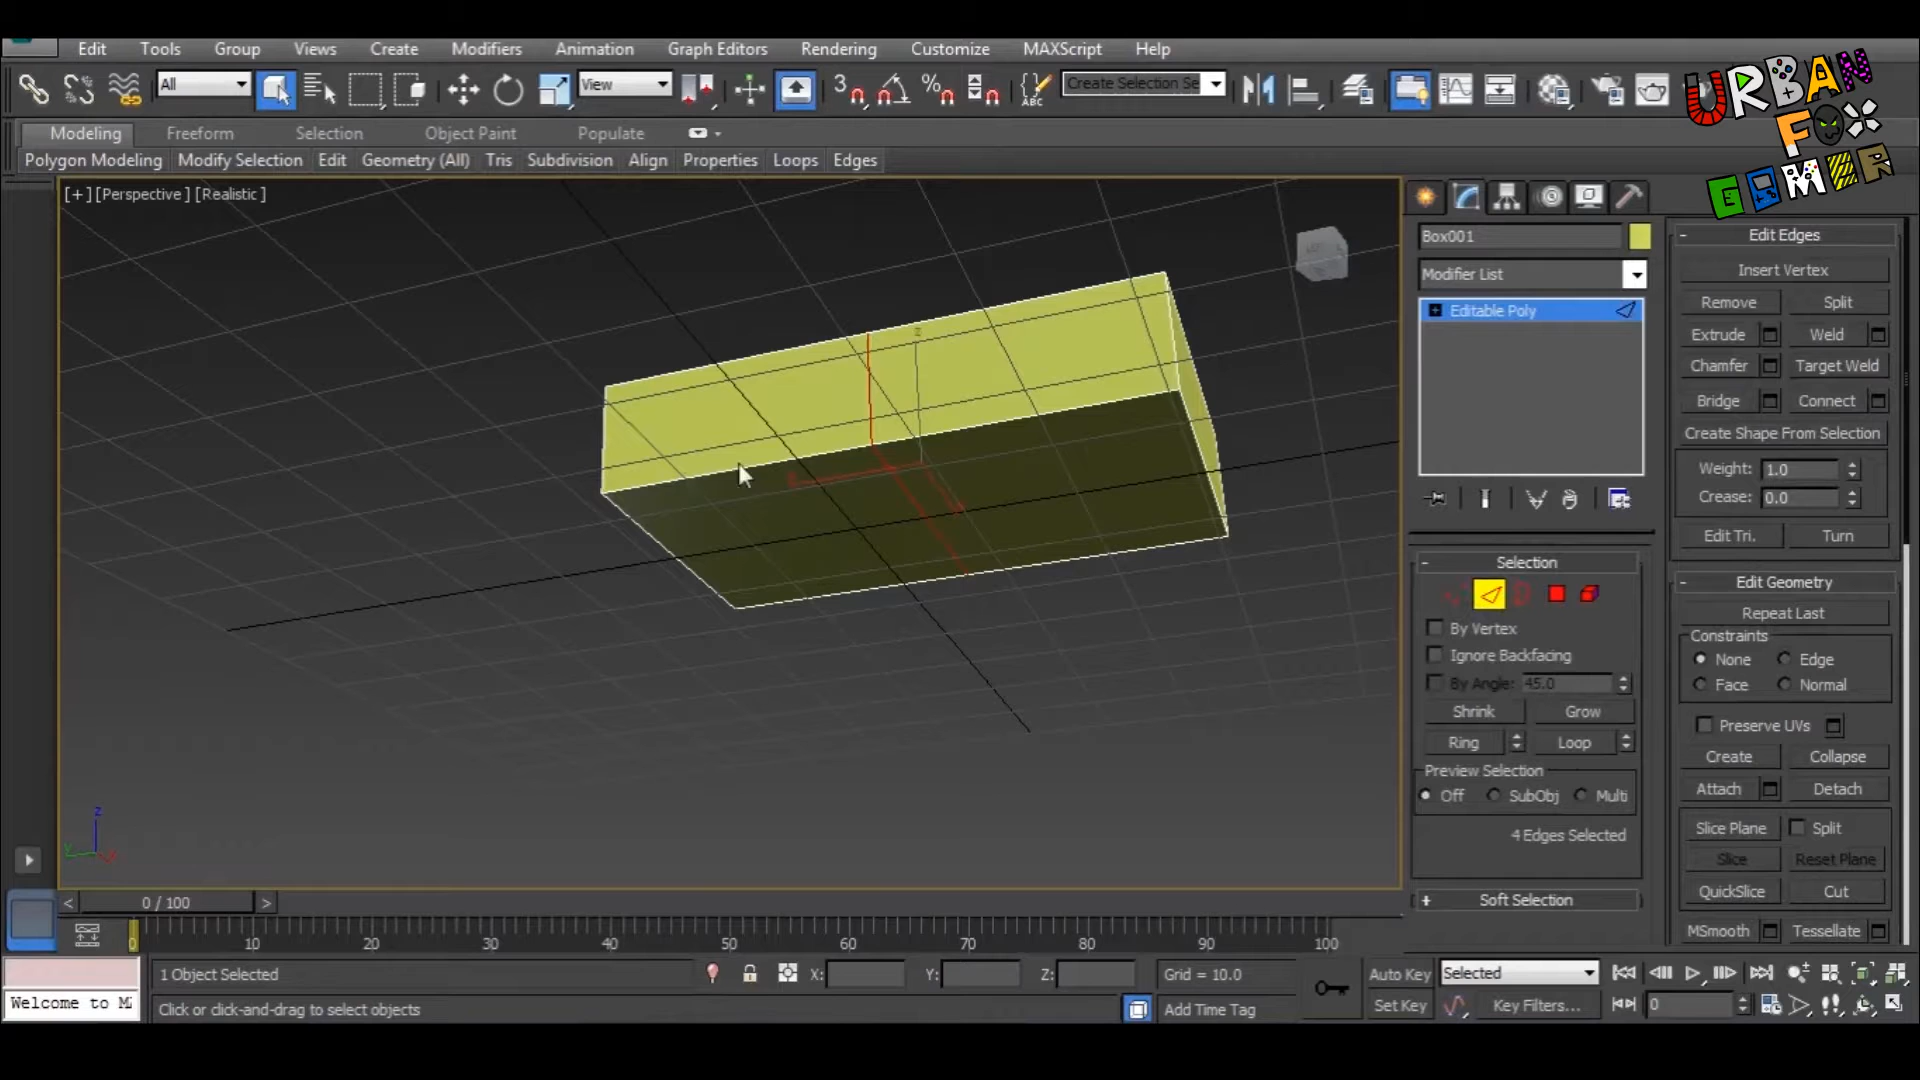 Edit Tools Group Views Create Modifiers Animation Graph Editors Rendering Customize MAXScript Help
URBAN
FOX
GAMER
All
View
3
ABC
Create Selection Se
Modeling Freeform Selection Object Paint Populate
Polygon Modeling Modify Selection Edit Geometry (All) Tris Subdivision Align Properties Loops Edges
[+] [Perspective ] [Realistic ]
Box001
Modifier List
Editable Poly
Selection
By Vertex
Ignore Backfacing
By Angle: 45.0
Shrink Grow
Ring Loop
Preview Selection
Off SubObj Multi
4 Edges Selected
Soft Selection
Edit Edges
Insert Vertex
Remove Split
Extrude Weld
Chamfer Target Weld
Bridge Connect
Create Shape From Selection
Weight: 1.0
Crease: 0.0
Edit Tri. Turn
Edit Geometry
Repeat Last
Constraints
None Edge
Face Normal
Preserve UVs
Create Collapse
Attach Detach
Slice Plane Split
Slice Reset Plane
QuickSlice Cut
MSmooth Tessellate
z
z
y
x
< 0 / 100 >
0 10 20 30 40 50 60 70 80 90 100
1 Object Selected X: Y: Z: Grid = 10.0 Auto Key Selected
Welcome to M
Click or click-and-drag to select objects Add Time Tag Set Key Key Filters... 0